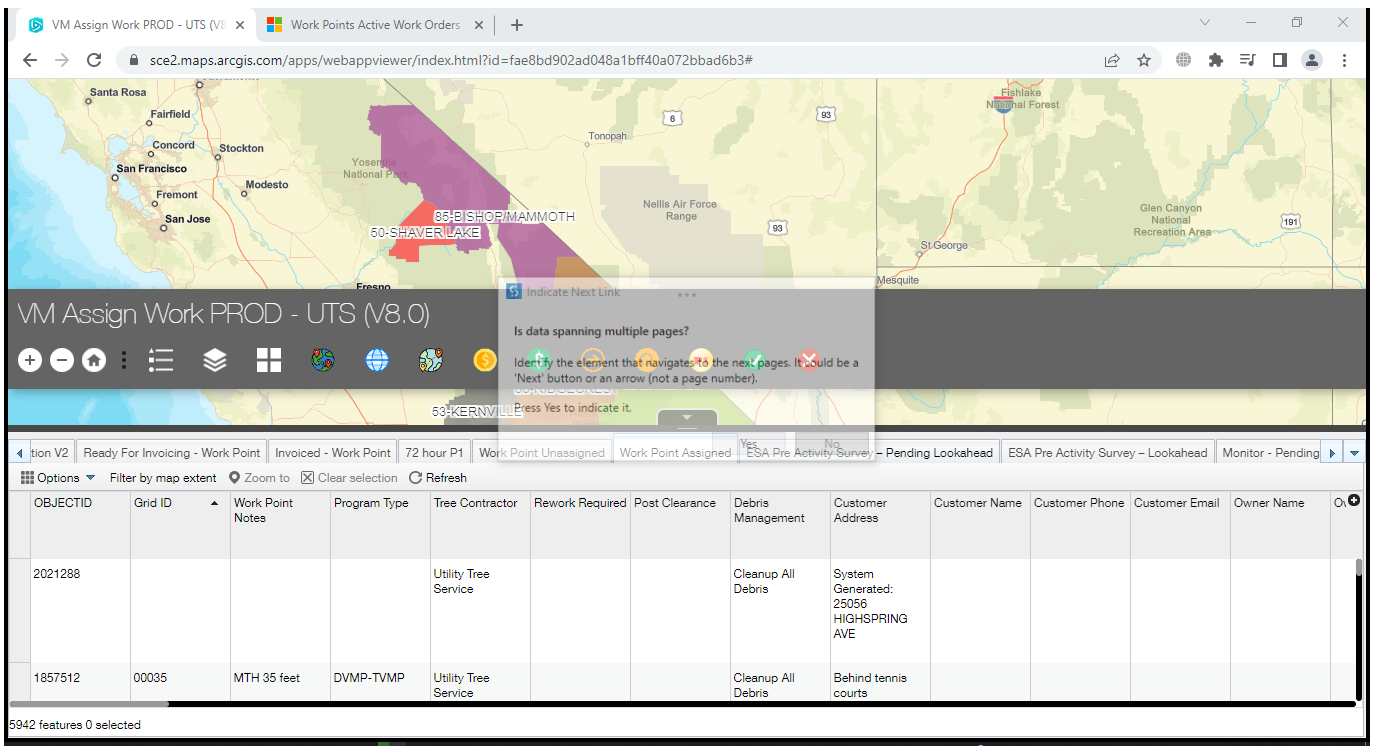 VM Assign Work PROD - UTS (V8
Work Points Active Work Orders
sce2.maps.arcgis.com/apps/webappviewer/index.html?id=fae8bd902ad048a1bff40a072bbad6b3#
Santa Rosa
Fairfield
Concord
Stockton
San Francisco
Modesto
Fremont
San Jose
Yosemite
National Park
85-BISHOP/MAMMOTH
50-SHAVER LAKE
Fresno
6
93
Tonopah
Nellis Air Force
Range
93
Fishlake
National Forest
Glen Canyon
National
Recreation Area
191
St George
Mesquite
VM Assign Work PROD - UTS (V8.0)
Indicate Next Link
Is data spanning multiple pages?
Identify the element that navigates to the next pages. It could be a
'Next' button or an arrow (not a page number).
Press Yes to indicate it.
Yes
No
53-KERNVILLE
tion V2
Ready For Invoicing - Work Point
Invoiced - Work Point
72 hour P1
Work Point Unassigned
Work Point Assigned
ESA Pre Activity Survey – Pending Lookahead
ESA Pre Activity Survey – Lookahead
Monitor - Pending
Options
Filter by map extent
Zoom to
Clear selection
Refresh
OBJECTID
Grid ID
Work Point
Notes
Program Type
Tree Contractor
Rework Required
Post Clearance
Debris
Management
Customer
Address
Customer Name
Customer Phone
Customer Email
Owner Name
2021288
Utility Tree
Service
Cleanup All
Debris
System
Generated:
25056
HIGHSPRING
AVE
1857512
00035
MTH 35 feet
DVMP-TVMP
Utility Tree
Service
Cleanup All
Debris
Behind tennis
courts
5942 features 0 selected